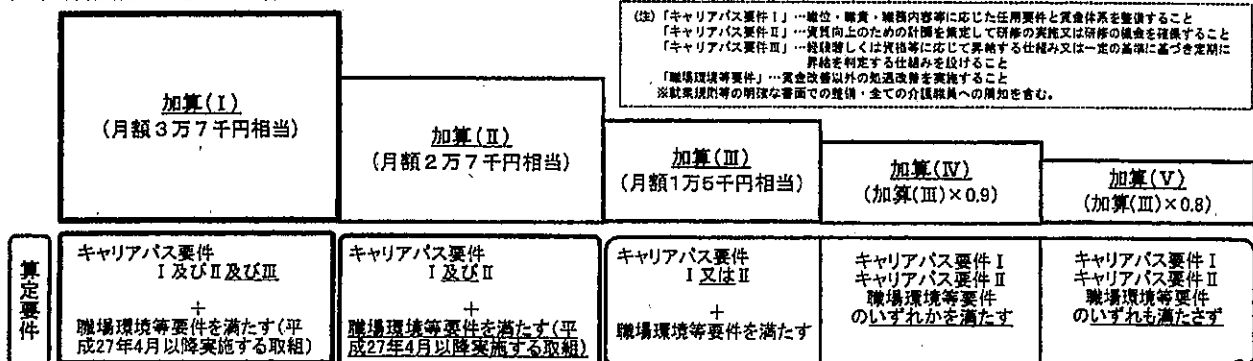 (注)「キャリアパス要件Ⅰ」…職位・職責・職務内容等に応じた任用要件と賃金体系を整備すること
「キャリアパス要件Ⅱ」…資質向上のための計画を策定して研修の実施又は研修の機会を確保すること
「キャリアパス要件Ⅲ」…経験若しくは資格等に応じて昇給する仕組み又は一定の基準に基づき定期に
昇給を判定する仕組みを設けること
「職場環境等要件」…賃金改善以外の処遇改善を実施すること
※就業規則等の明確な書面での整備・全ての介護職員への周知を含む。
加算(Ⅰ)
(月額3万7千円相当)
加算(Ⅱ)
(月額2万7千円相当)
加算(Ⅲ)
(月額1万5千円相当)
加算(Ⅳ)
(加算(Ⅲ)×0.9)
加算(Ⅴ)
(加算(Ⅲ)×0.8)
算定要件
キャリアパス要件
Ⅰ及びⅡ及びⅢ
+
職場環境等要件を満たす(平
成27年4月以降実施する取組)
キャリアパス要件
Ⅰ及びⅡ
+
職場環境等要件を満たす(平
成27年4月以降実施する取組)
キャリアパス要件
Ⅰ又はⅡ
+
職場環境等要件を満たす
キャリアパス要件Ⅰ
キャリアパス要件Ⅱ
職場環境等要件
のいずれかを満たす
キャリアパス要件Ⅰ
キャリアパス要件Ⅱ
職場環境等要件
のいずれも満たさず